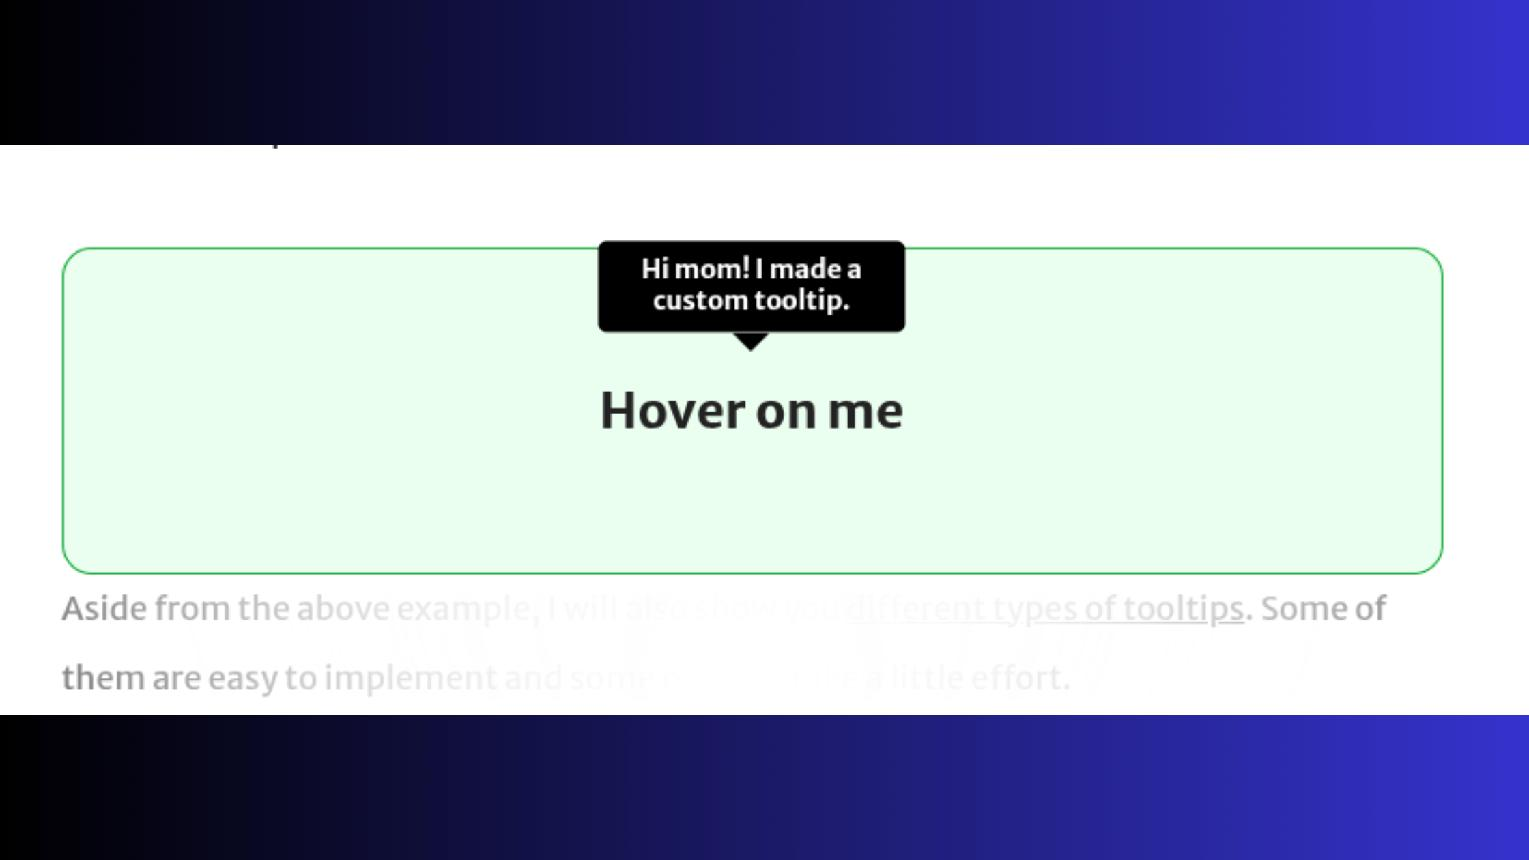 Hi mom! I made a
custom tooltip.
Hover on me
Aside from the above example, I will also show you different types of tooltips. Some of
them are easy to implement and some a little effort.